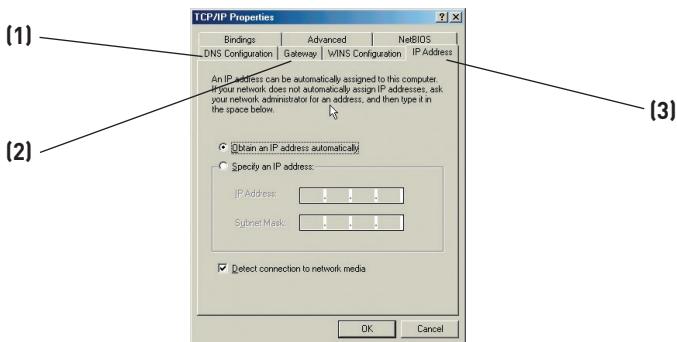 TCP/IP Properties
? ×
(1)
Bindings Advanced NetBIOS
DNS Configuration Gateway WINS Configuration IP Address
An IP address can be automatically assigned to this computer.
If your network does not automatically assign IP addresses, ask
your network administrator for an address, and then type it in
the space below.
(3)
(2)
Obtain an IP address automatically
Specify an IP address:
IP Address:
. . .
Subnet Mask:
. . .
Detect connection to network media
OK Cancel